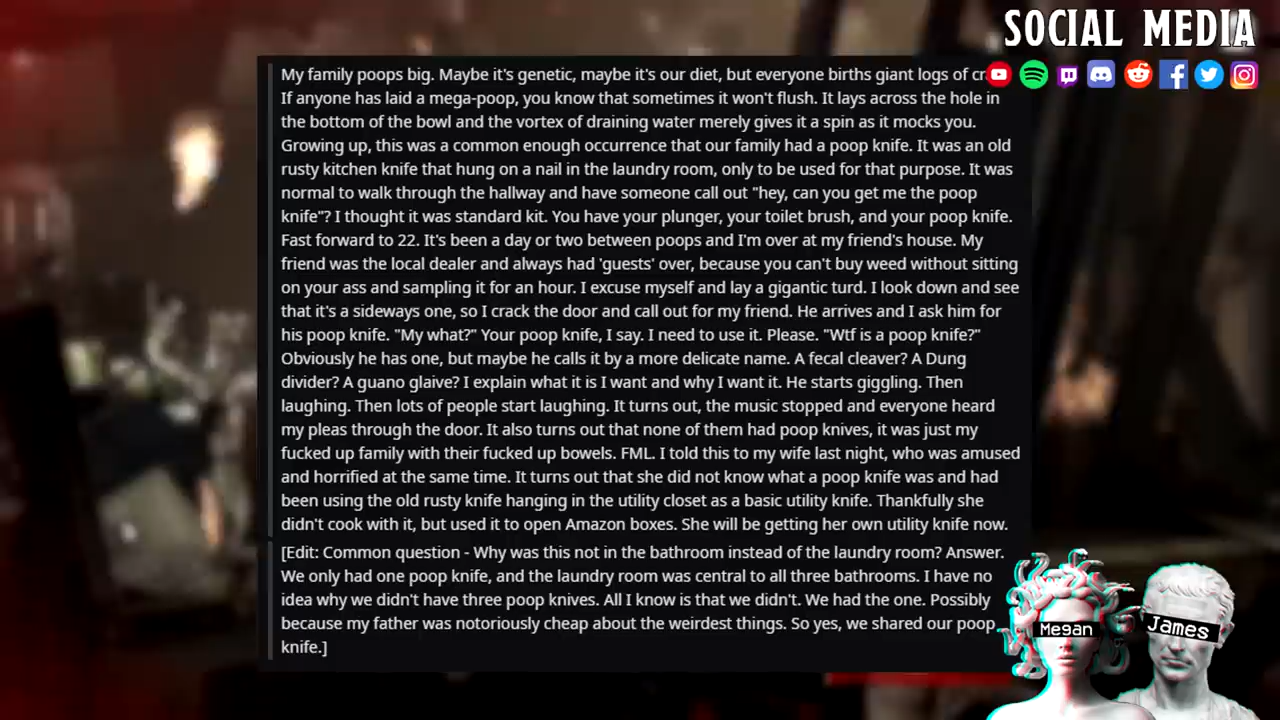 SOCIAL MEDIA
My family poops big. Maybe it's genetic, maybe it's our diet, but everyone births giant logs of
If anyone has laid a mega-poop, you know that sometimes it won't flush. It lays across the hole in
the bottom of the bowl and the vortex of draining water merely gives it a spin as it mocks you.
Growing up, this was a common enough occurrence that our family had a poop knife. It was an old
rusty kitchen knife that hung on a nail in the laundry room, only to be used for that purpose. It was
normal to walk through the hallway and have someone call out "hey, can you get me the poop
knife"? I thought it was standard kit. You have your plunger, your toilet brush, and your poop knife.
Fast forward to 22. It's been a day or two between poops and I'm over at my friend's house. My
friend was the local dealer and always had 'guests' over, because you can't buy weed without sitting
on your ass and sampling it for an hour. I excuse myself and lay a gigantic turd. I look down and see
that it's a sideways one, so I crack the door and call out for my friend. He arrives and I ask him for
his poop knife. "My what?" Your poop knife, I say. I need to use it. Please. "Wtf is a poop knife?"
Obviously he has one, but maybe he calls it by a more delicate name. A fecal cleaver? A Dung
divider? A guano glaive? I explain what it is I want and why I want it. He starts giggling. Then
laughing. Then lots of people start laughing. It turns out, the music stopped and everyone heard
my pleas through the door. It also turns out that none of them had poop knives, it was just my
fucked up family with their fucked up bowels. FML. I told this to my wife last night, who was amused
and horrified at the same time. It turns out that she did not know what a poop knife was and had
been using the old rusty knife hanging in the utility closet as a basic utility knife. Thankfully she
didn't cook with it, but used it to open Amazon boxes. She will be getting her own utility knife now.
[Edit: Common question - Why was this not in the bathroom instead of the laundry room? Answer.
We only had one poop knife, and the laundry room was central to all three bathrooms. I have no
idea why we didn't have three poop knives. All I know is that we didn't. We had the one. Possibly
because my father was notoriously cheap about the weirdest things. So yes, we shared our poop
knife.]
Megan
James